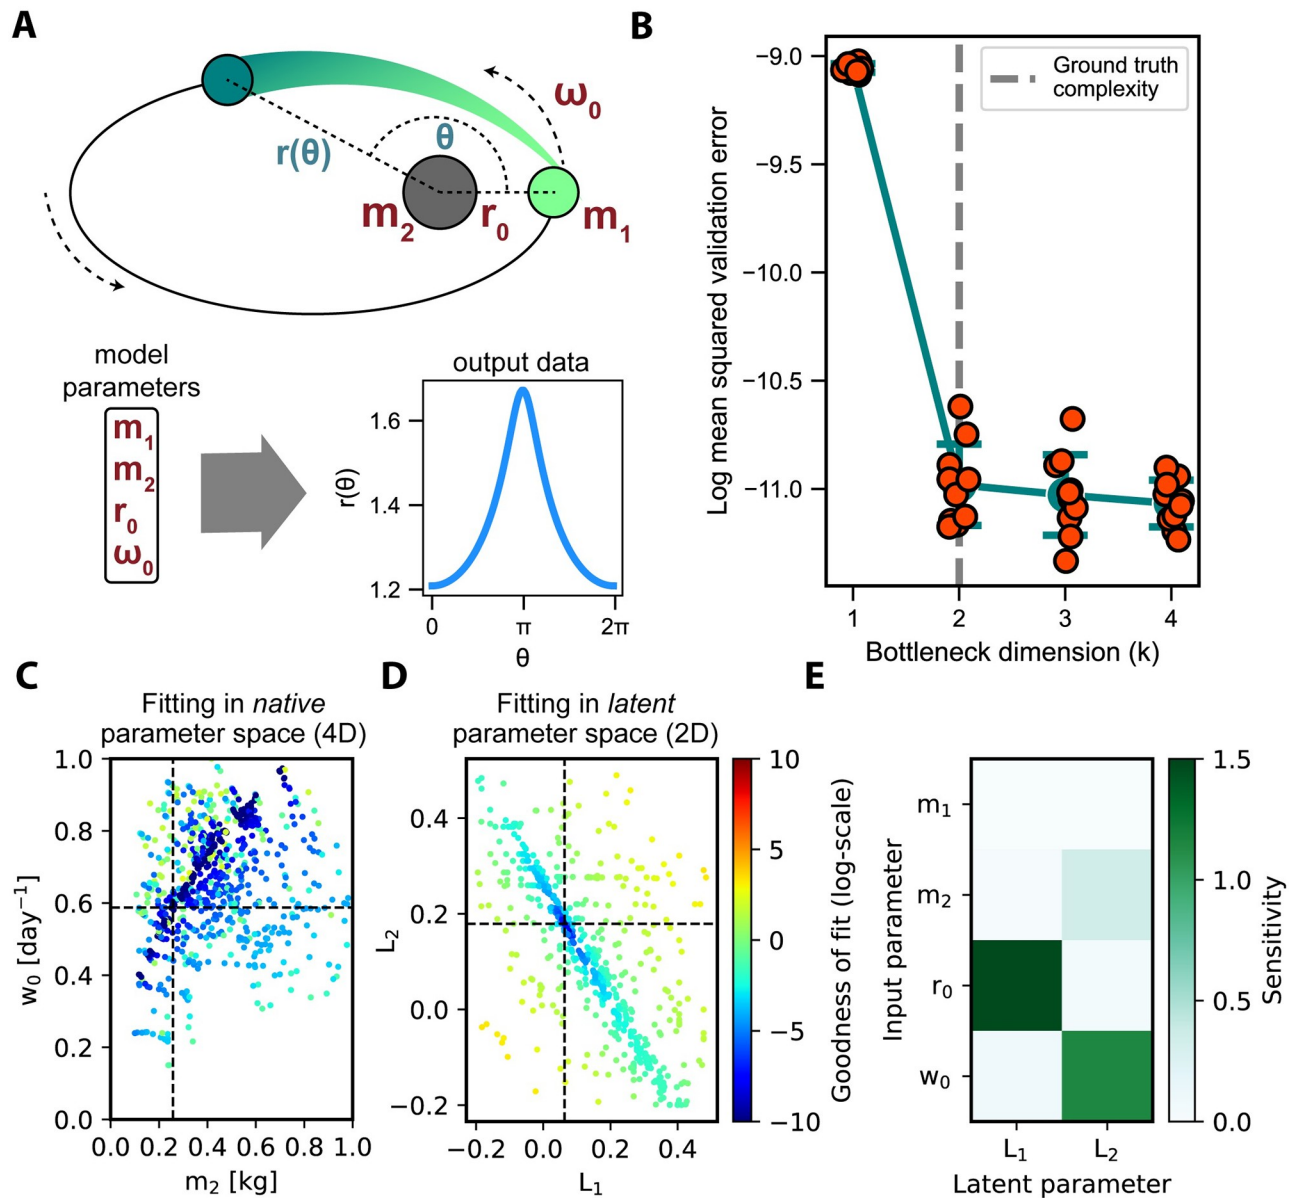 A
ω0
θ
r(θ)
m2
r0
m1
model
parameters
m1
m2
r0
ω0
output data
r(θ)
1.6
1.4
1.2
0
π
2π
θ
B
Log mean squared validation error
−9.0
−9.5
−10.0
−10.5
−11.0
Ground truth
complexity
1
2
3
4
Bottleneck dimension (k)
C
Fitting in native
parameter space (4D)
w0 [day−1]
1.0
0.8
0.6
0.4
0.2
0.0
0.0
0.2
0.4
0.6
0.8
1.0
m2 [kg]
D
Fitting in latent
parameter space (2D)
L2
0.4
0.2
0.0
−0.2
−0.2
0.0
0.2
0.4
L1
10
5
0
−5
−10
Goodness of fit (log-scale)
E
Input parameter
m1
m2
r0
w0
L1
L2
Latent parameter
1.5
1.0
0.5
0.0
Sensitivity